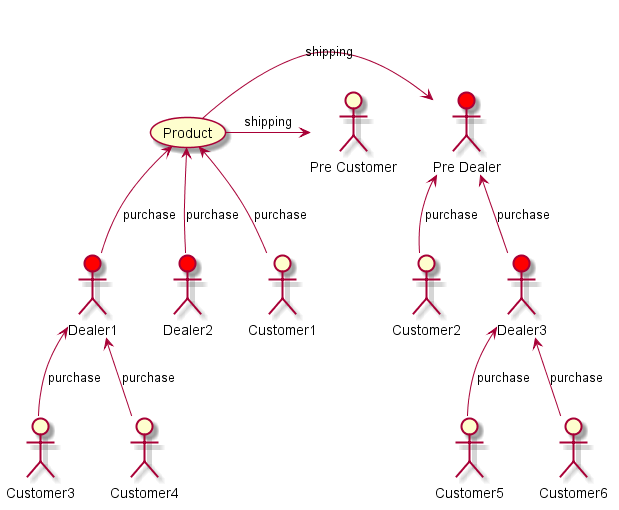 shipping
Product
shipping
Pre Customer
Pre Dealer
purchase
purchase
purchase
purchase
purchase
Dealer1
Dealer2
Customer1
Customer2
Dealer3
purchase
purchase
purchase
purchase
Customer3
Customer4
Customer5
Customer6